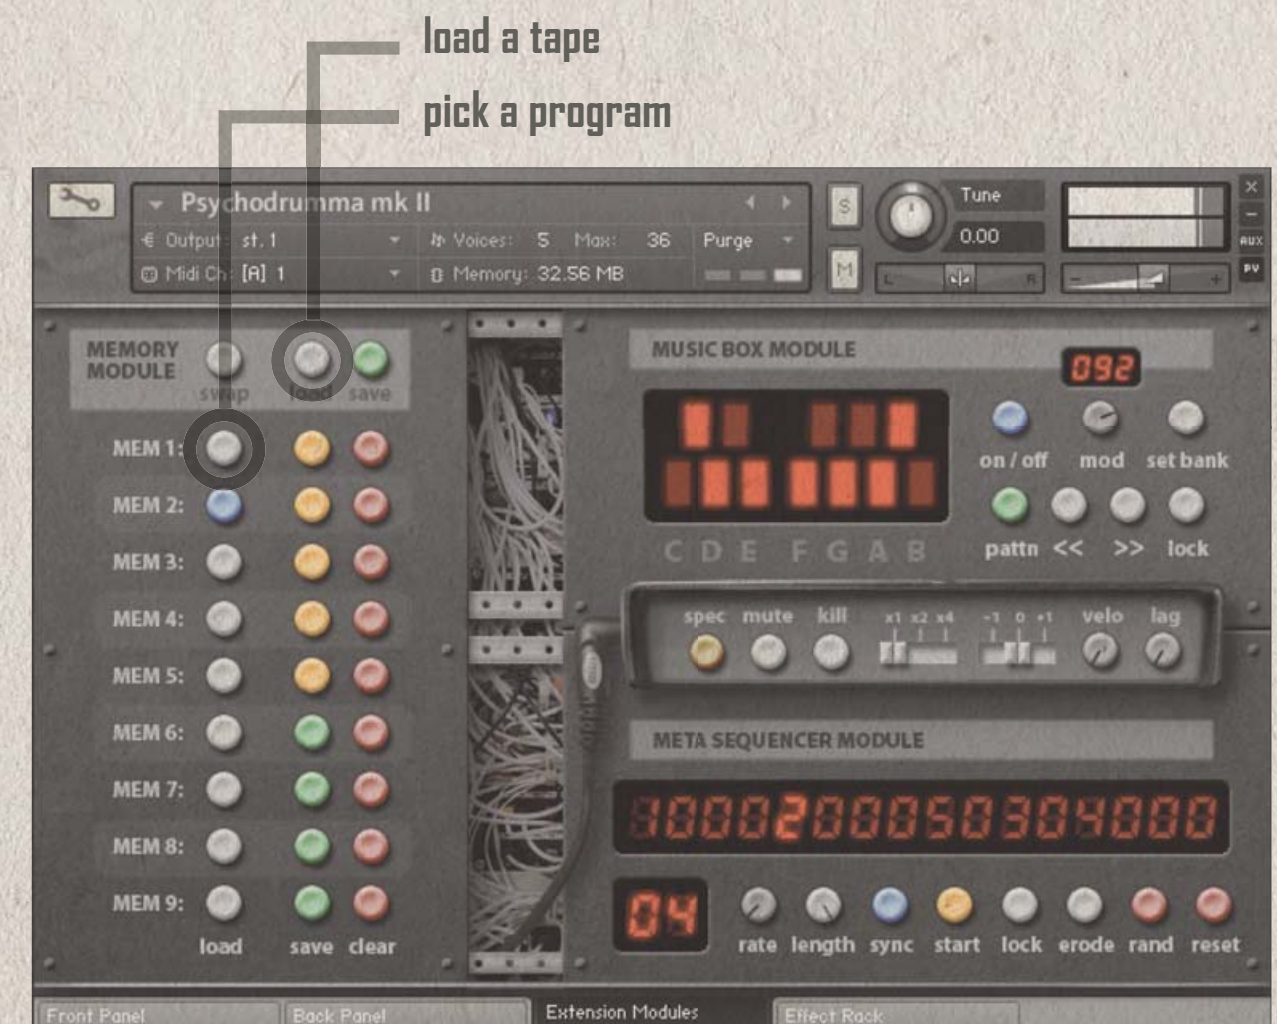 load a tape
pick a program
Psychodrumma mk II
S
Tune
Output: st. 1
Voices: 5 Max: 36
Purge
0.00
AUX
PV
Midi Ch: [A] 1
Memory: 32.56 MB
M
L
R
-
+
MEMORY
MODULE
swap
load
save
MUSIC BOX MODULE
092
MEM 1:
MEM 2:
MEM 3:
MEM 4:
MEM 5:
MEM 6:
MEM 7:
MEM 8:
MEM 9:
load
save
clear
on / off
mod
set bank
pattn
<<
>>
lock
C D E F G A B
spec
mute
kill
x1 x2 x4
-1 0 +1
velo
lag
META SEQUENCER MODULE
1000200050304000
04
rate
length
sync
start
lock
erode
rand
reset
Front Panel
Back Panel
Extension Modules
Effect Rack